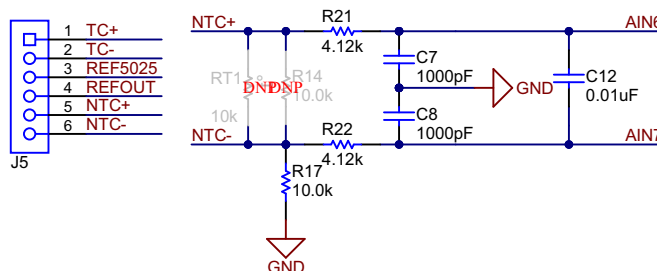 1 TC+
2 TC-
3 REF5025
4 REFOUT
5 NTC+
6 NTC-
J5
NTC+
R21
4.12k
AIN6
RT1
DNP
10k
R14
DNP
10.0k
C7
1000pF
GND
C12
0.01uF
C8
1000pF
NTC-
R22
4.12k
AIN7
R17
10.0k
GND